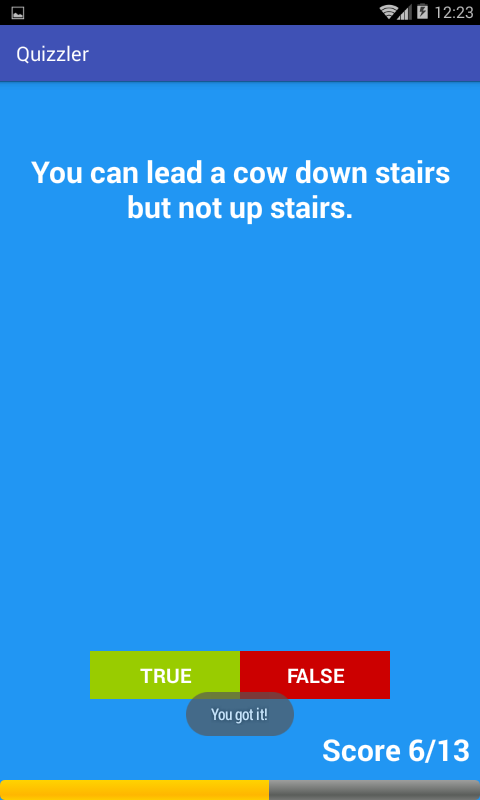 12:23
Quizzler
You can lead a cow down stairs
but not up stairs.
TRUE
FALSE
You got it!
Score 6/13